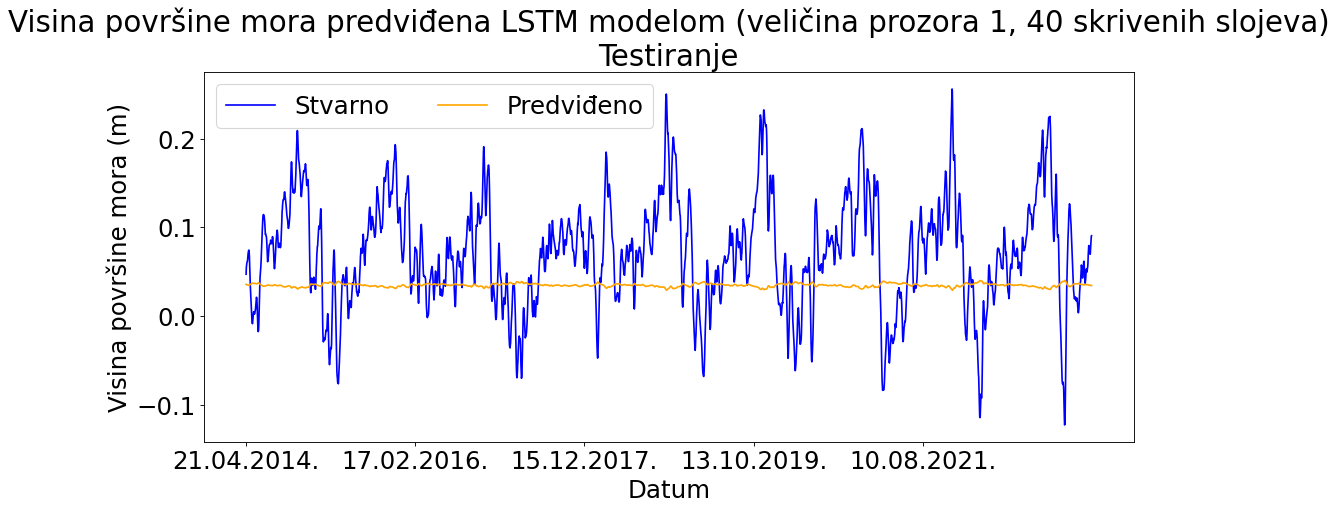 Visina površine mora predviđena LSTM modelom (veličina prozora 1, 40 skrivenih slojeva)
Testiranje
Stvarno Predviđeno
Visina površine mora (m)
0.2
0.1
0.0
−0.1
21.04.2014. 17.02.2016. 15.12.2017. 13.10.2019. 10.08.2021.
Datum